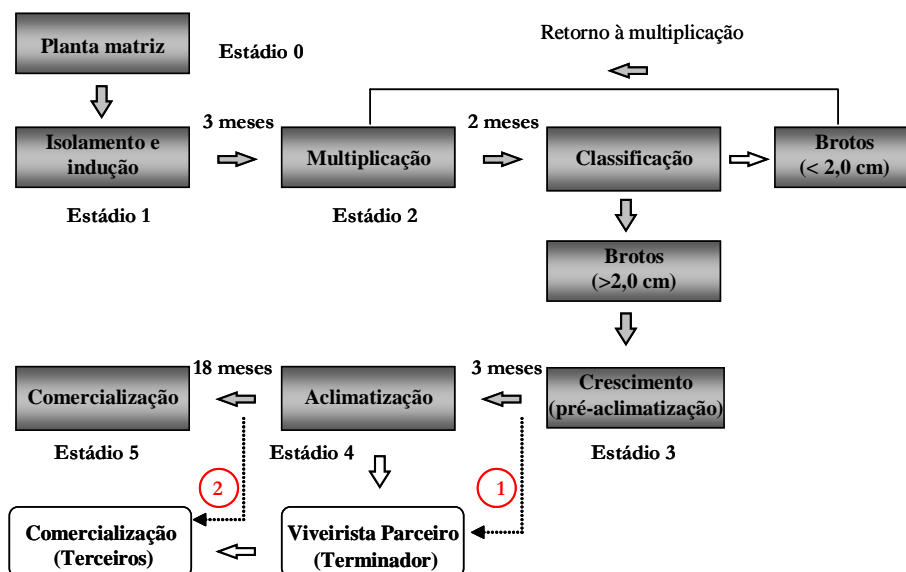 Planta matriz
Estádio 0
Retorno à multiplicação
3 meses
2 meses
Isolamento e
indução
Multiplicação
Classificação
Brotos
(< 2,0 cm)
Estádio 1
Estádio 2
Brotos
(>2,0 cm)
18 meses
3 meses
Comercialização
Aclimatização
Crescimento
(pré-aclimatização)
Estádio 5
Estádio 4
Estádio 3
2
1
Comercialização
(Terceiros)
Viveirista Parceiro
(Terminador)